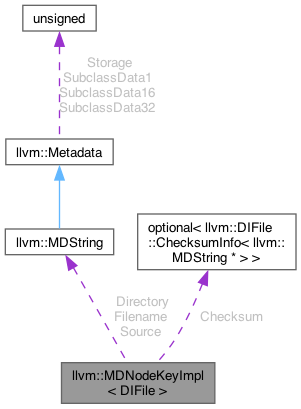 unsigned
Storage
SubclassData1
SubclassData16
SubclassData32
llvm::Metadata
llvm::MDString
optional< llvm::DIFile
::ChecksumInfo< llvm::
MDString * > >
Directory
Filename
Source
Checksum
llvm::MDNodeKeyImpl
< DIFile >